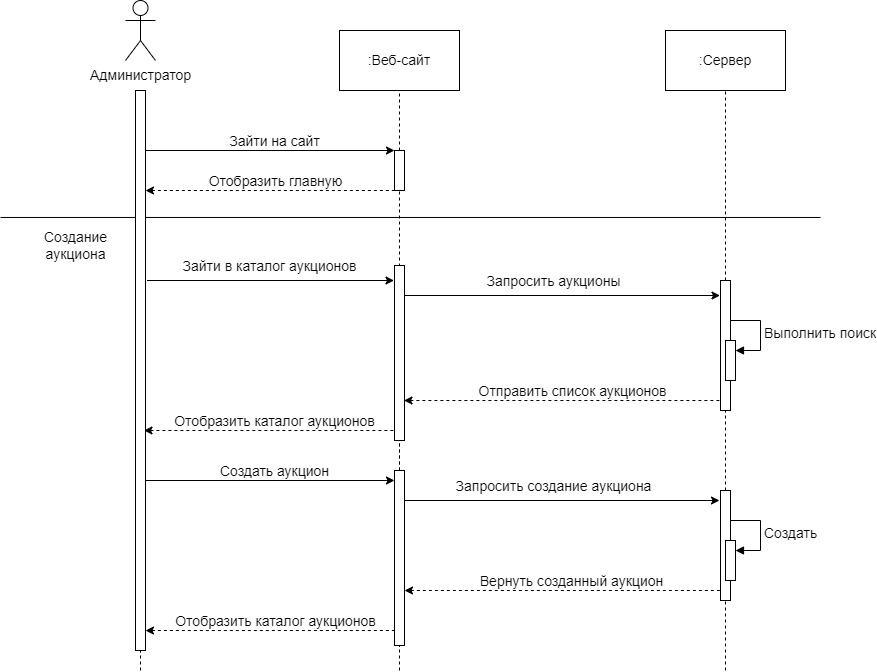 Администратор
:Веб-сайт
:Сервер
Зайти на сайт
Отобразить главную
Создание
аукциона
Зайти в каталог аукционов
Запросить аукционы
Выполнить поиск
Отправить список аукционов
Отобразить каталог аукционов
Создать аукцион
Запросить создание аукциона
Создать
Вернуть созданный аукцион
Отобразить каталог аукционов